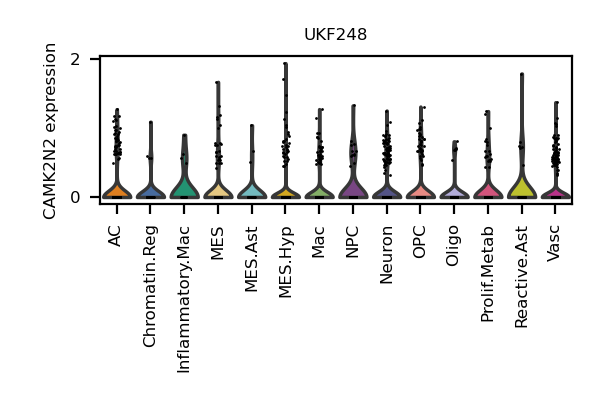 UKF248
CAMK2N2 expression
2
0
AC
Chromatin.Reg
Inflammatory.Mac
MES
MES.Ast
MES.Hyp
Mac
NPC
Neuron
OPC
Oligo
Prolif.Metab
Reactive.Ast
Vasc